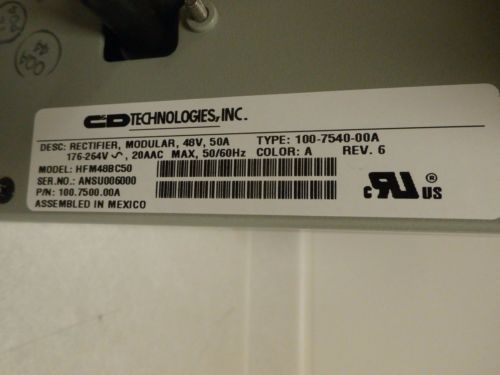 C&D TECHNOLOGIES, INC.
DESC: RECTIFIER, MODULAR, 48V, 50A TYPE: 100-7540-00A
176-264V ∿, 20AAC MAX, 50/60Hz COLOR: A REV. 6
MODEL: HFM48BC50
SER.NO.: ANSU006000
P/N: 100.7500.00A
ASSEMBLED IN MEXICO
c RU ® US